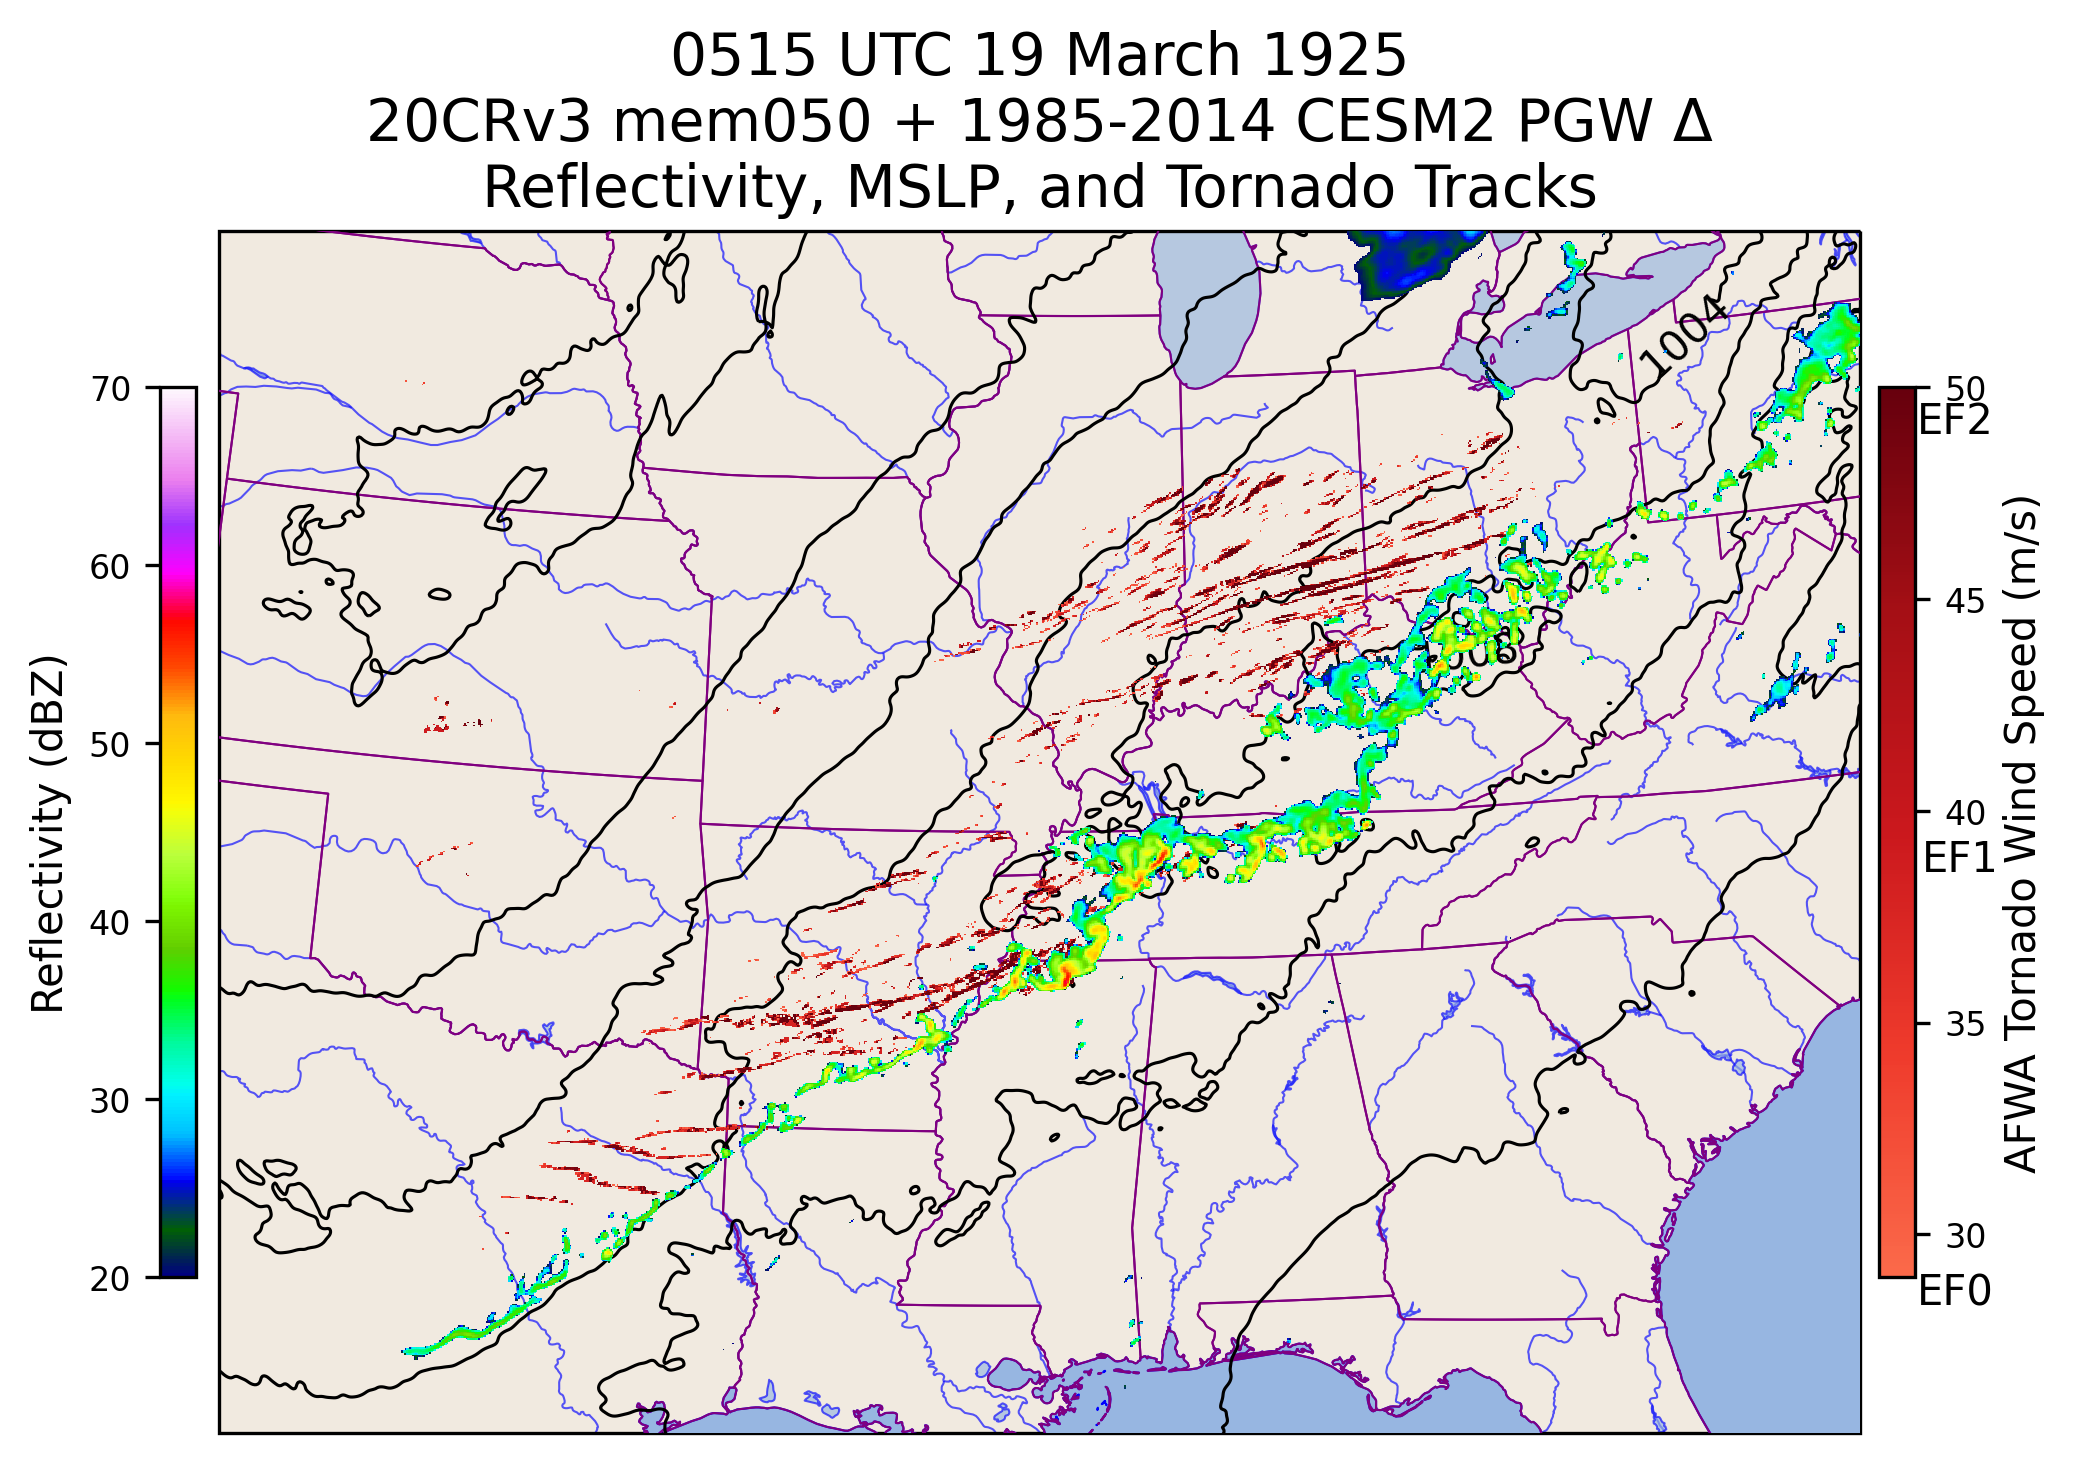 0515 UTC 19 March 1925
20CRv3 mem050 + 1985-2014 CESM2 PGW Δ
Reflectivity, MSLP, and Tornado Tracks
1004
70
60
50
40
30
20
Reflectivity (dBZ)
50
EF2
45
40
EF1
35
30
EF0
AFWA Tornado Wind Speed (m/s)